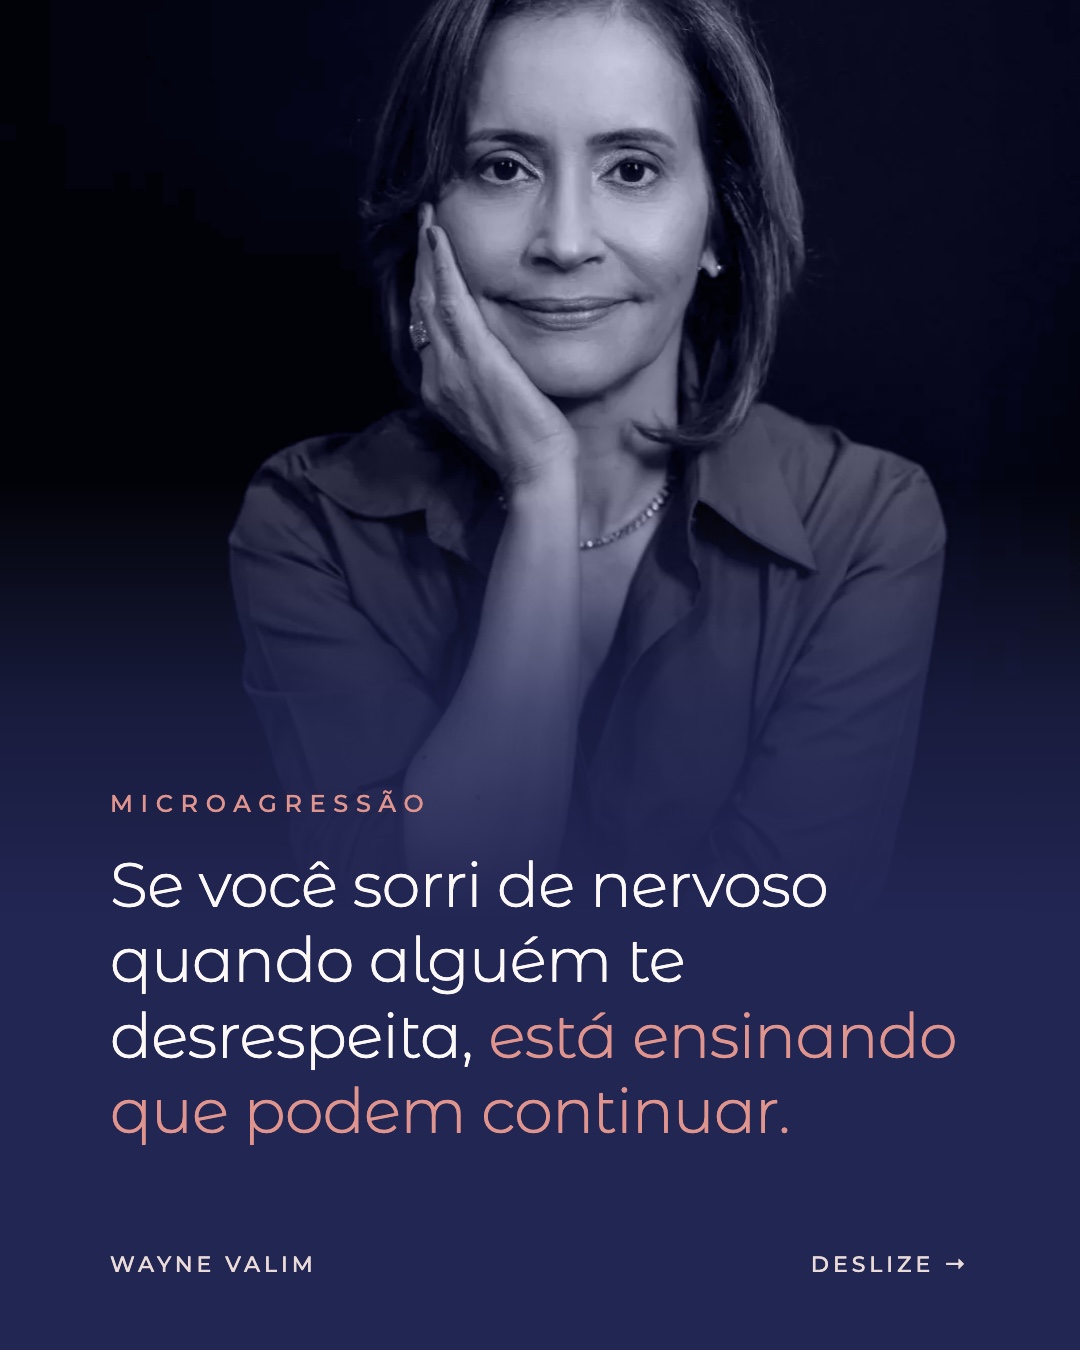 MICROAGRESSÃO
Se você sorri de nervoso
quando alguém te
desrespeita, está ensinando
que podem continuar.
WAYNE VALIM
DESLIZE →